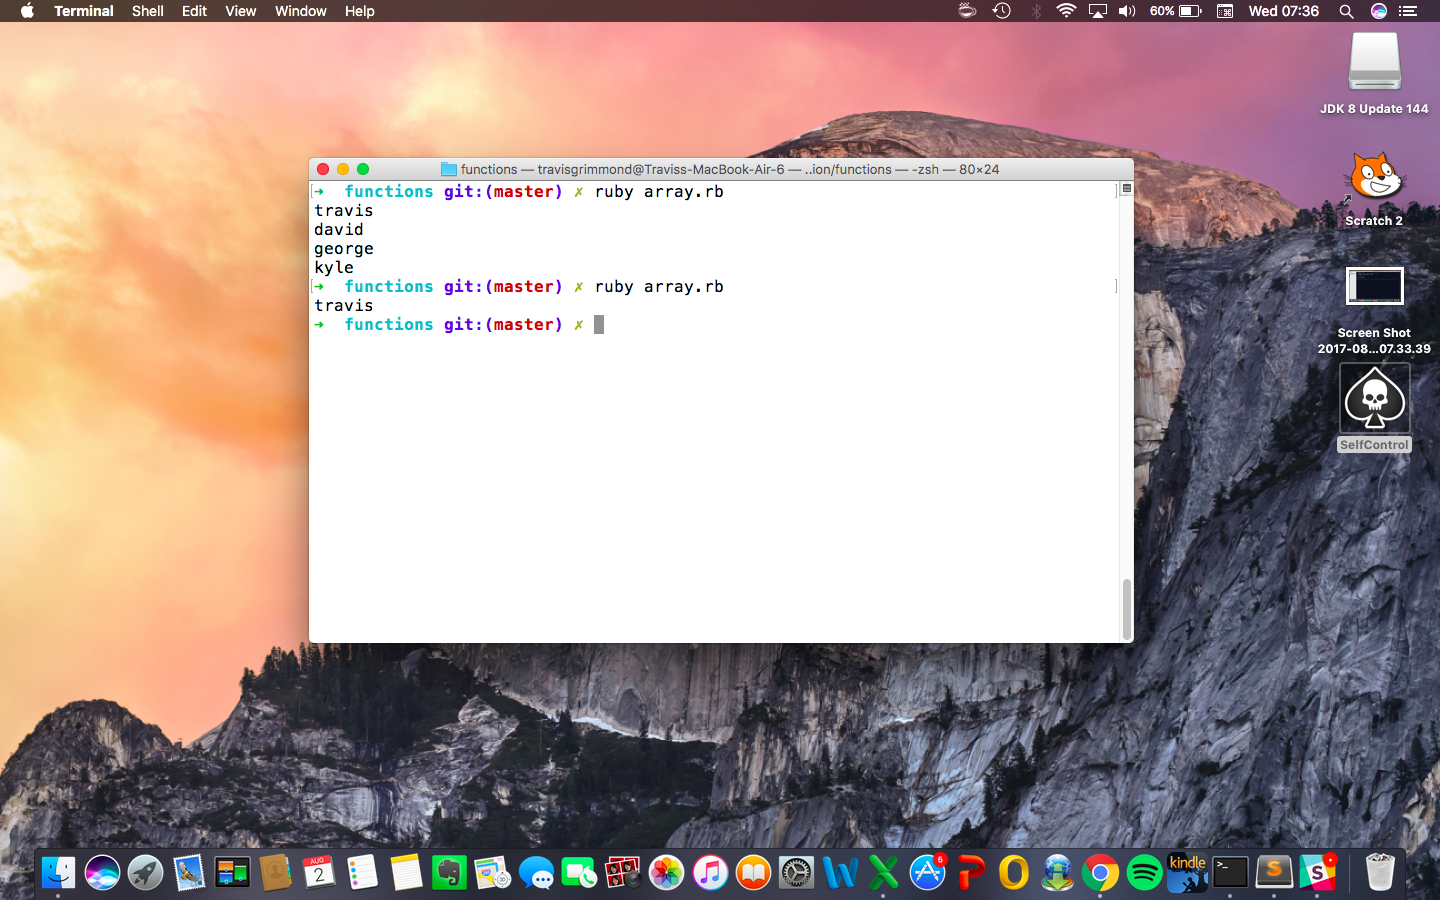 Terminal Shell Edit View Window Help 60% Wed 07:36
JDK 8 Update 144
functions — travisgrimmond@Traviss-MacBook-Air-6 — ..ion/functions — -zsh — 80×24
➜ functions git:(master) ✗ ruby array.rb
travis
david
george
kyle
➜ functions git:(master) ✗ ruby array.rb
travis
➜ functions git:(master) ✗
Scratch 2
Screen Shot
2017-08...07.33.39
SelfControl
AUG
2
6
kindle
>_
S
S